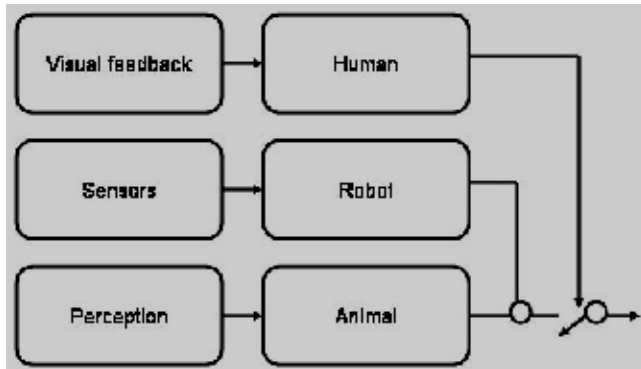 Visual feedback
Human
Sensors
Robot
Perception
Animal